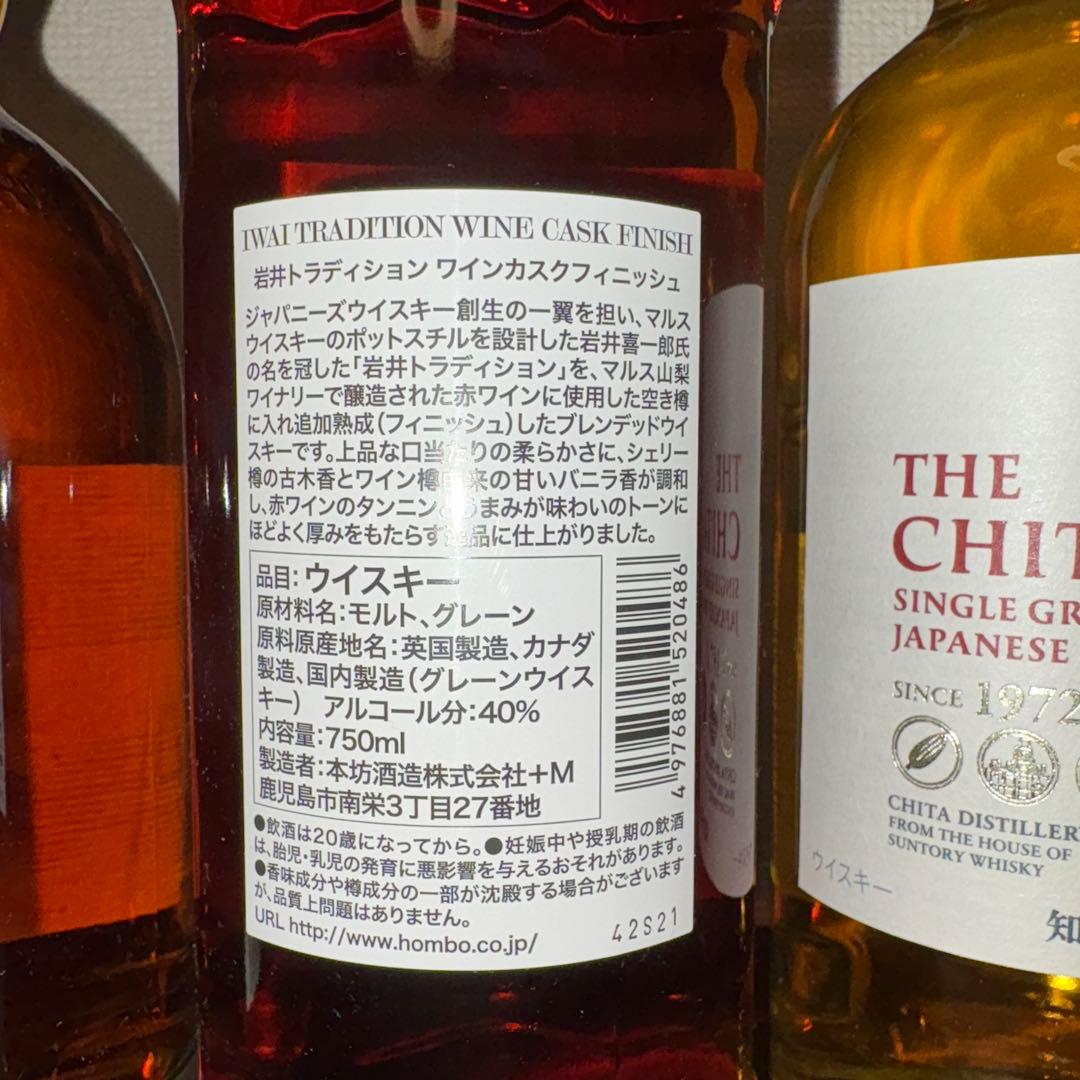 IWAI TRADITION WINE CASK FINISH
岩井トラディション ワインカスクフィニッシュ
ジャパニーズウイスキー創生の一翼を担い、マルス
ウイスキーのポットスチルを設計した岩井喜一郎氏
の名を冠した「岩井トラディション」を、マルス山梨
ワイナリーで醸造された赤ワインに使用した空き樽
に入れ追加熟成(フィニッシュ)したブレンデッドウイ
スキーです。上品な口当たりの柔らかさに、シェリー
樽の古木香とワイン樽由来の甘いバニラ香が調和
し、赤ワインのタンニンとうまみが味わいのトーンに
ほどよく厚みをもたらす逸品に仕上がりました。
品目:ウイスキー
原材料名:モルト、グレーン
原料原産地名:英国製造、カナダ
製造、国内製造(グレーンウイス
キー) アルコール分:40%
内容量:750ml
製造者:本坊酒造株式会社+M
鹿児島市南栄3丁目27番地
4 976881 520486
●飲酒は20歳になってから。●妊娠中や授乳期の飲酒
は、胎児・乳児の発育に悪影響を与えるおそれがあります。
●香味成分や樽成分の一部が沈殿する場合がございます
が、品質上問題はありません。
URL http://www.hombo.co.jp/
42S21
THE
CHIT
SINGLE GR
JAPANESE
SINCE 1972
CHITA DISTILLER
FROM THE HOUSE OF
SUNTORY WHISKY
ウイスキー
知